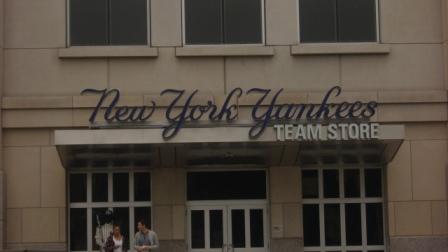 New York Yankees
TEAM STORE